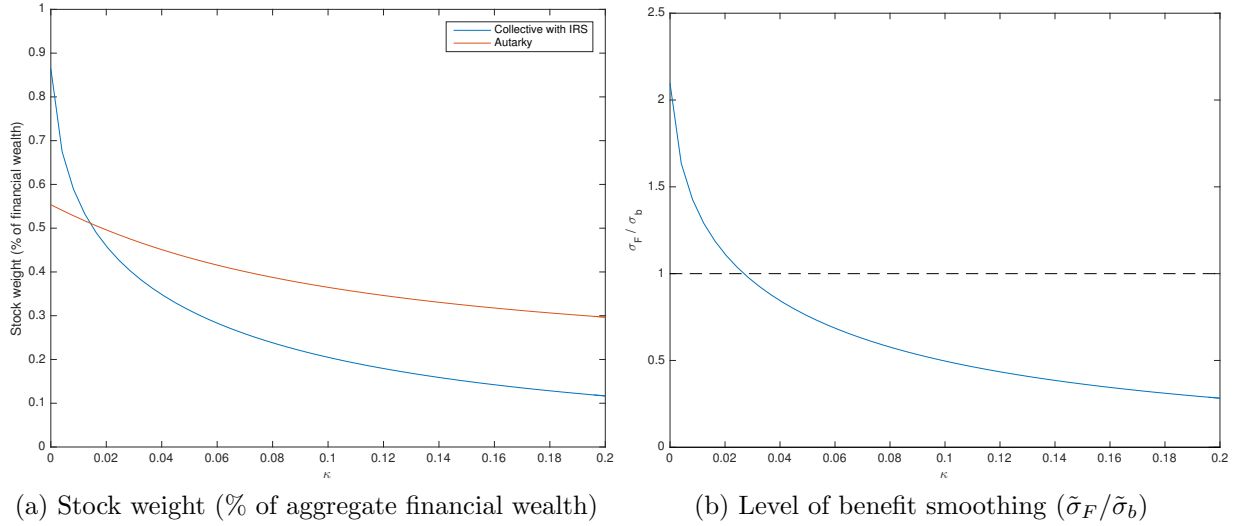 Collective with IRS
Autarky
Stock weight (% of financial wealth)
1
0.9
0.8
0.7
0.6
0.5
0.4
0.3
0.2
0.1
0
0 0.02 0.04 0.06 0.08 0.1 0.12 0.14 0.16 0.18 0.2
κ
(a) Stock weight (% of aggregate financial wealth)
σF / σb
2.5
2
1.5
1
0.5
0
0 0.02 0.04 0.06 0.08 0.1 0.12 0.14 0.16 0.18 0.2
κ
(b) Level of benefit smoothing (σ̃F/σ̃b)